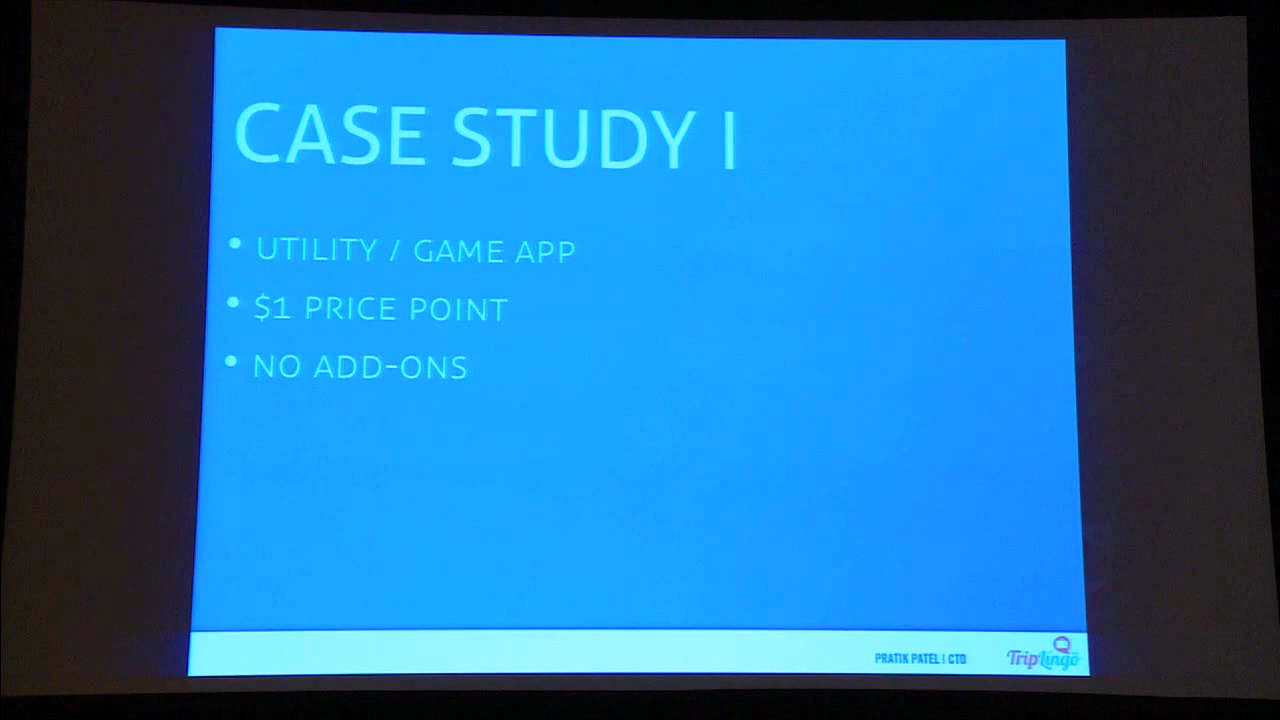 CASE STUDY I
• UTILITY / GAME APP
• $1 PRICE POINT
• NO ADD-ONS
PRATIK PATEL | CTO
TripLingo